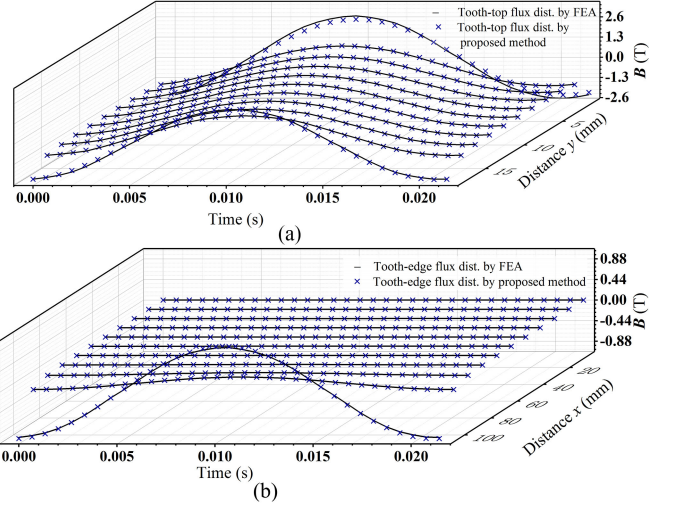 Tooth-top flux dist. by FEA
Tooth-top flux dist. by
proposed method
2.6
1.3
0.0
-1.3
-2.6
B (T)
5
10
15
Distance y (mm)
0.000
0.005
0.010
0.015
0.020
Time (s)
(a)
Tooth-edge flux dist. by FEA
Tooth-edge flux dist. by proposed method
0.88
0.44
0.00
-0.44
-0.88
B (T)
20
40
60
80
100
Distance x (mm)
0.000
0.005
0.010
0.015
0.020
Time (s)
(b)